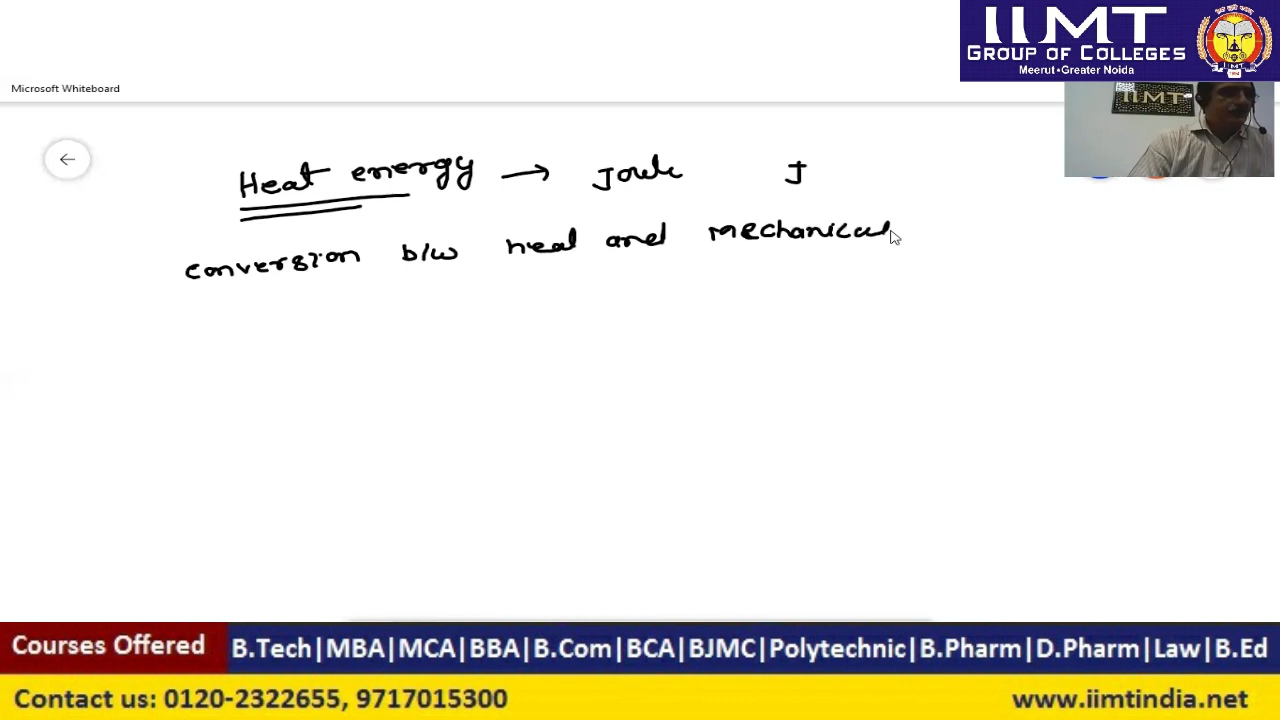 IIMT
GROUP OF COLLEGES
Meerut•Greater Noida
Microsoft Whiteboard
IIMT
Heat energy → Joule J
conversion b/w heat and mechanical
Courses Offered
B.Tech|MBA|MCA|BBA|B.Com|BCA|BJMC|Polytechnic|B.Pharm|D.Pharm|Law|B.Ed
Contact us: 0120-2322655, 9717015300
www.iimtindia.net